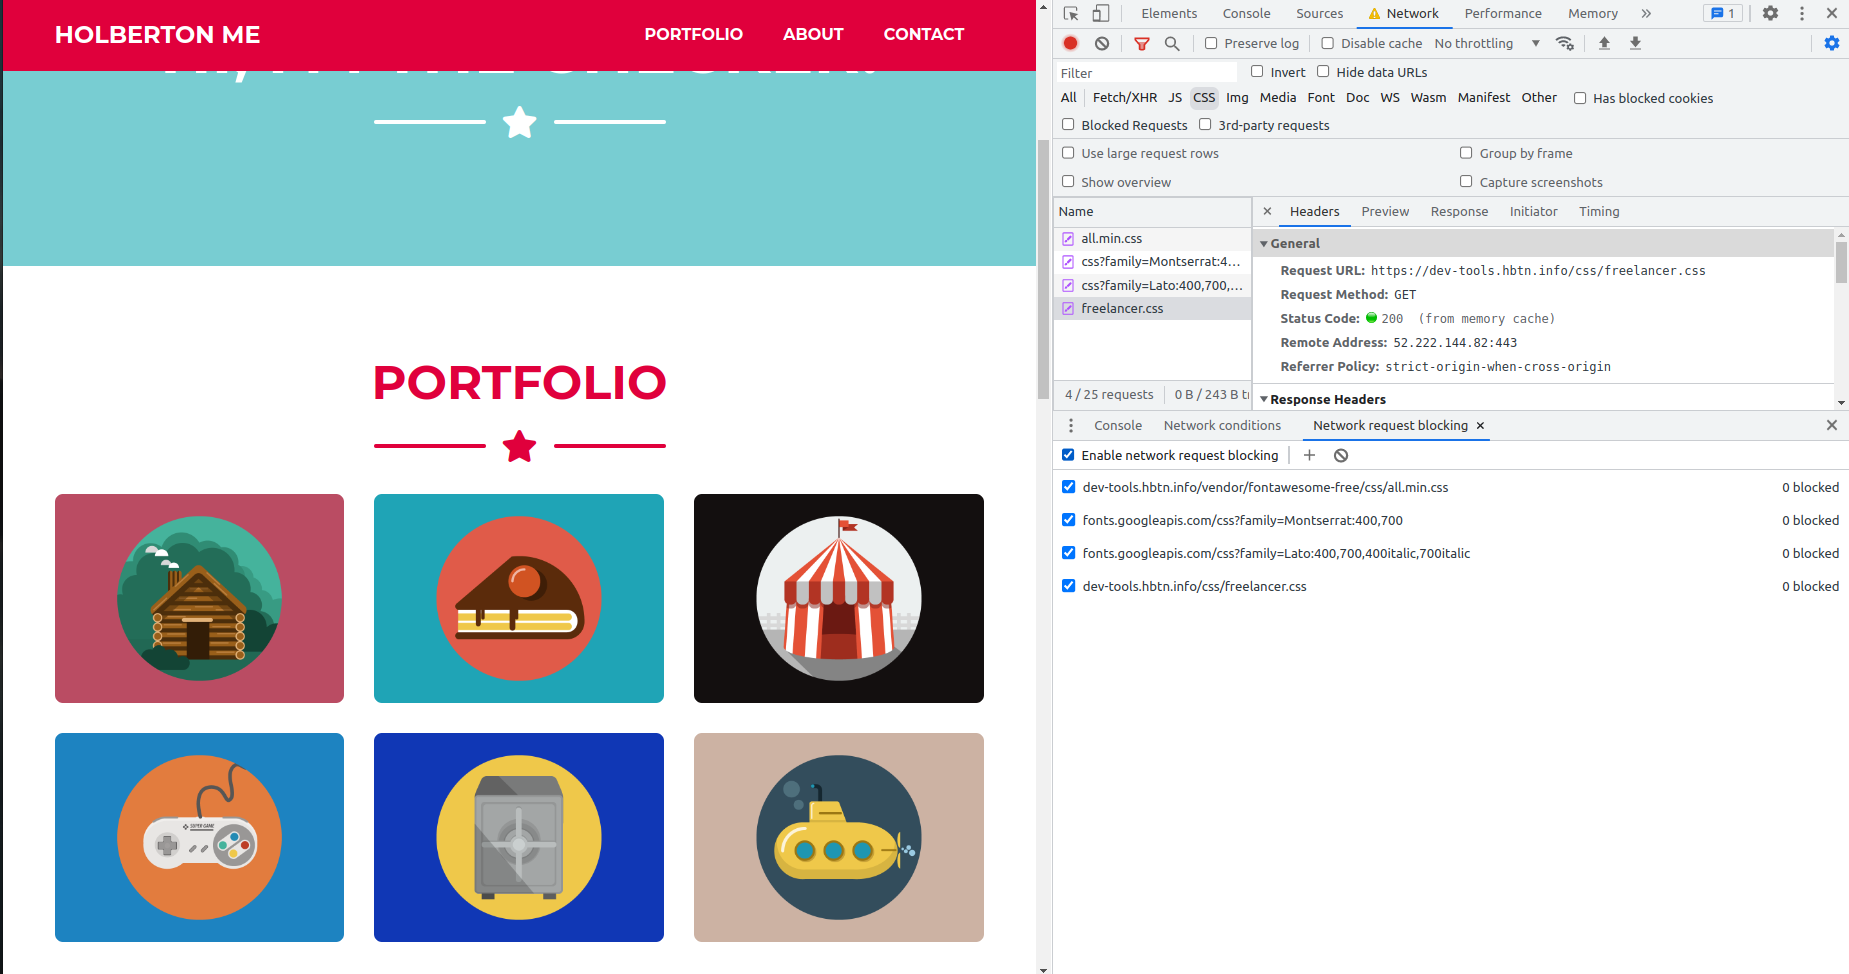 HOLBERTON ME
PORTFOLIO ABOUT CONTACT
PORTFOLIO
SUPER GAME
Elements Console Sources Network Performance Memory 1
Preserve log Disable cache No throttling
Filter Invert Hide data URLs
All Fetch/XHR JS CSS Img Media Font Doc WS Wasm Manifest Other Has blocked cookies
Blocked Requests 3rd-party requests
Use large request rows Group by frame
Show overview Capture screenshots
Name
all.min.css
css?family=Montserrat:4...
css?family=Lato:400,700,...
freelancer.css
4 / 25 requests 0 B / 243 B
Headers Preview Response Initiator Timing
General
Request URL: https://dev-tools.hbtn.info/css/freelancer.css
Request Method: GET
Status Code: 200 (from memory cache)
Remote Address: 52.222.144.82:443
Referrer Policy: strict-origin-when-cross-origin
Response Headers
Console Network conditions Network request blocking
Enable network request blocking
dev-tools.hbtn.info/vendor/fontawesome-free/css/all.min.css 0 blocked
fonts.googleapis.com/css?family=Montserrat:400,700 0 blocked
fonts.googleapis.com/css?family=Lato:400,700,400italic,700italic 0 blocked
dev-tools.hbtn.info/css/freelancer.css 0 blocked